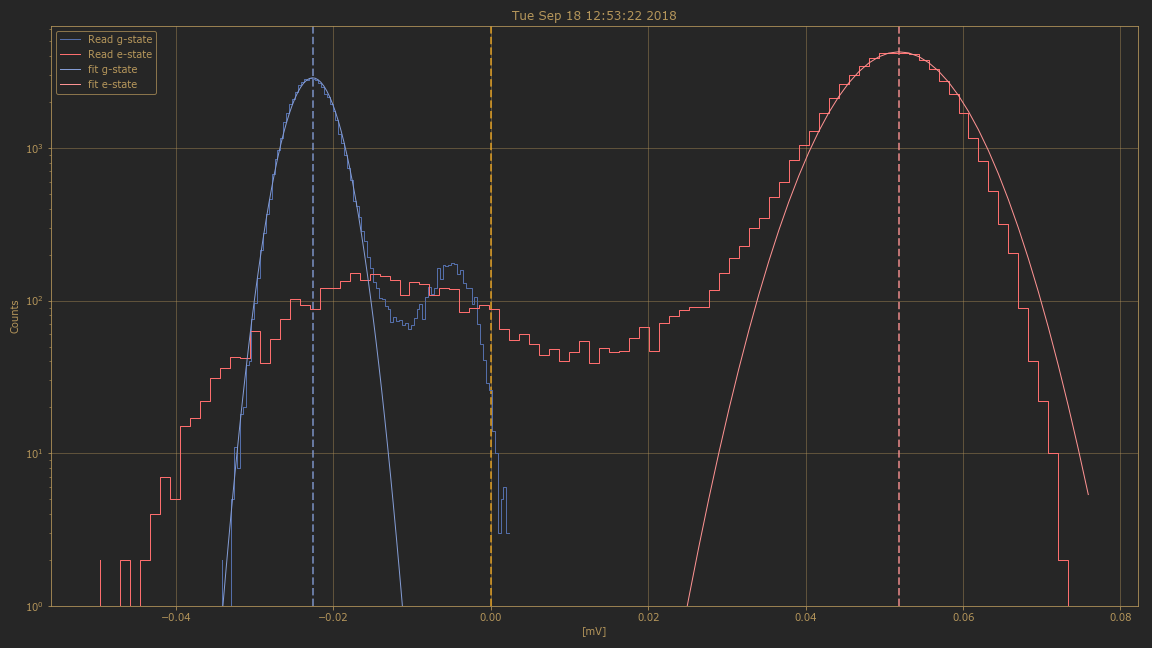 Tue Sep 18 12:53:22 2018
Read g-state
Read e-state
fit g-state
fit e-state
Counts
10³
10²
10¹
10⁰
−0.04 −0.02 0.00 0.02 0.04 0.06 0.08
[mV]